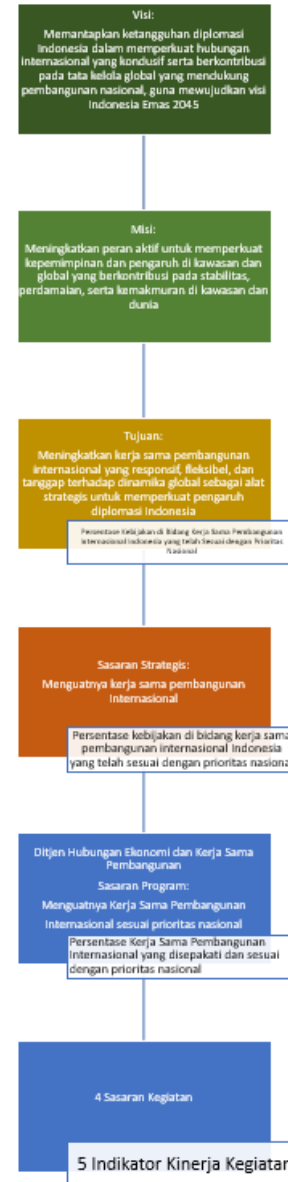 Visi:
Memantapkan ketangguhan diplomasi
Indonesia dalam memperkuat hubungan
internasional yang kondusif serta berkontribusi
pada tata kelola global yang mendukung
pembangunan nasional, guna mewujudkan visi
Indonesia Emas 2045
Misi:
Meningkatkan peran aktif untuk memperkuat
kepemimpinan dan pengaruh di kawasan dan
global yang berkontribusi pada stabilitas,
perdamaian, serta kemakmuran di kawasan dan
dunia
Tujuan:
Meningkatkan kerja sama pembangunan
internasional yang responsif, fleksibel, dan
tanggap terhadap dinamika global sebagai alat
strategis untuk memperkuat pengaruh
diplomasi Indonesia
Persentase Kebijakan di Bidang Kerja Sama Pembangunan
Internasional Indonesia yang telah Sesuai dengan Prioritas
Nasional
Sasaran Strategis:
Menguatnya kerja sama pembangunan
Internasional
Persentase kebijakan di bidang kerja sama
pembangunan internasional Indonesia
yang telah sesuai dengan prioritas nasiona
Ditjen Hubungan Ekonomi dan Kerja Sama
Pembangunan
Sasaran Program:
Menguatnya Kerja Sama Pembangunan
Internasional sesuai prioritas nasional
Persentase Kerja Sama Pembangunan
Internasional yang disepakati dan sesuai
dengan prioritas nasional
4 Sasaran Kegiatan
5 Indikator Kinerja Kegiatan